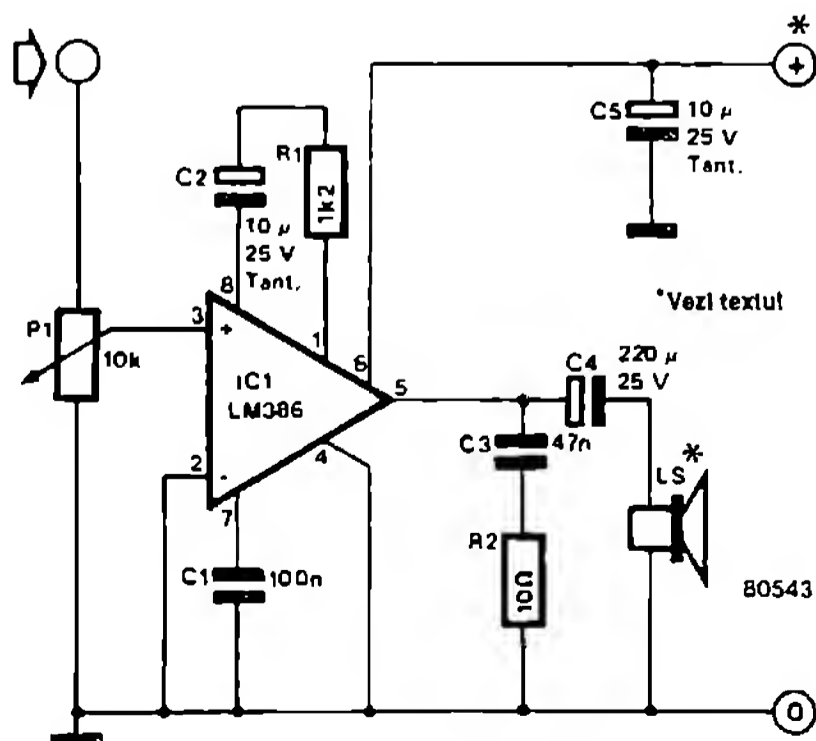 *
+
C5
10 μ
25 V
Tant.
C2
10 μ
25 V
Tant.
R1
1k2
*Vezi textul
P1
10k
8
3
+
1
6
5
IC1
LM386
2
-
4
7
C4
220 μ
25 V
C3
47n
LS
*
C1
100n
R2
10Ω
80543
0